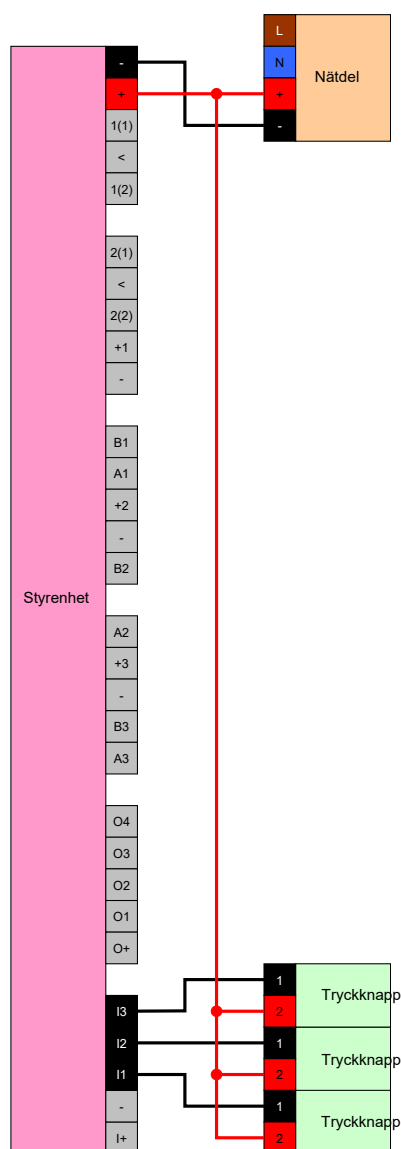 L
N
+
-
Nätdel
Styrenhet
-
+
1(1)
<
1(2)
2(1)
<
2(2)
+1
-
B1
A1
+2
-
B2
A2
+3
-
B3
A3
O4
O3
O2
O1
O+
I3
I2
I1
-
I+
1
2
Tryckknapp
1
2
Tryckknapp
1
2
Tryckknapp